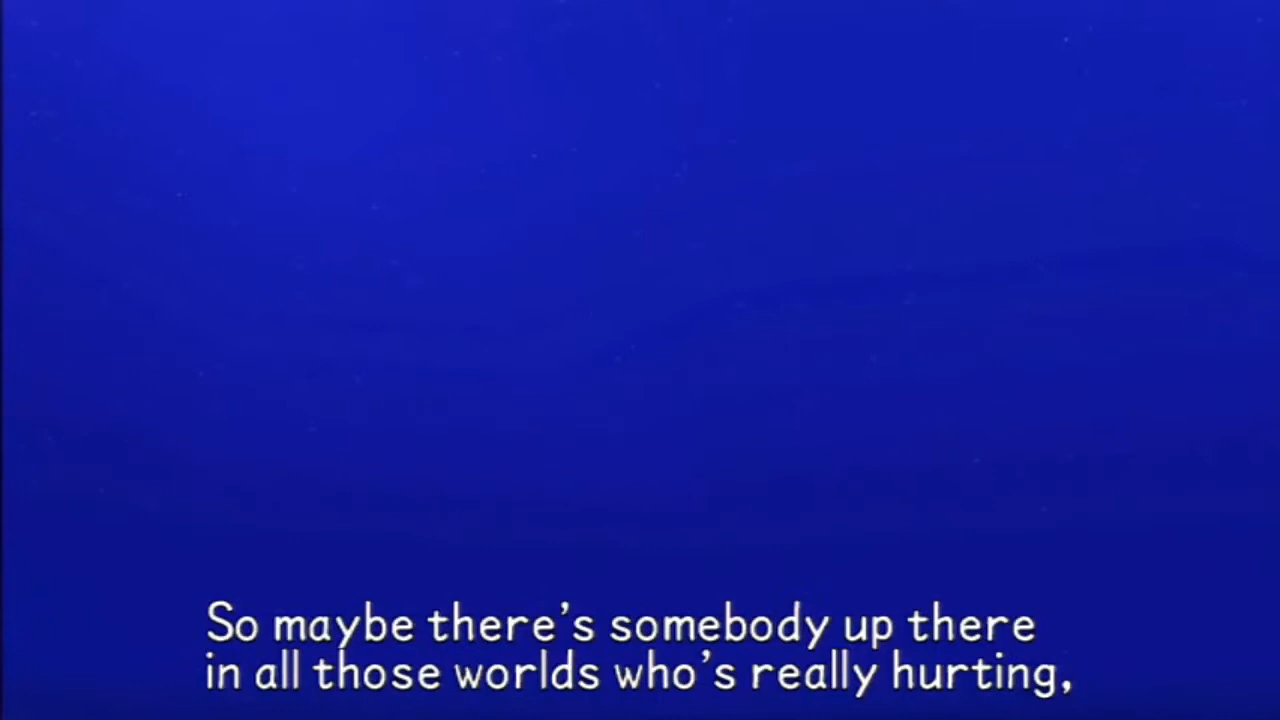 So maybe there's somebody up there
in all those worlds who's really hurting,